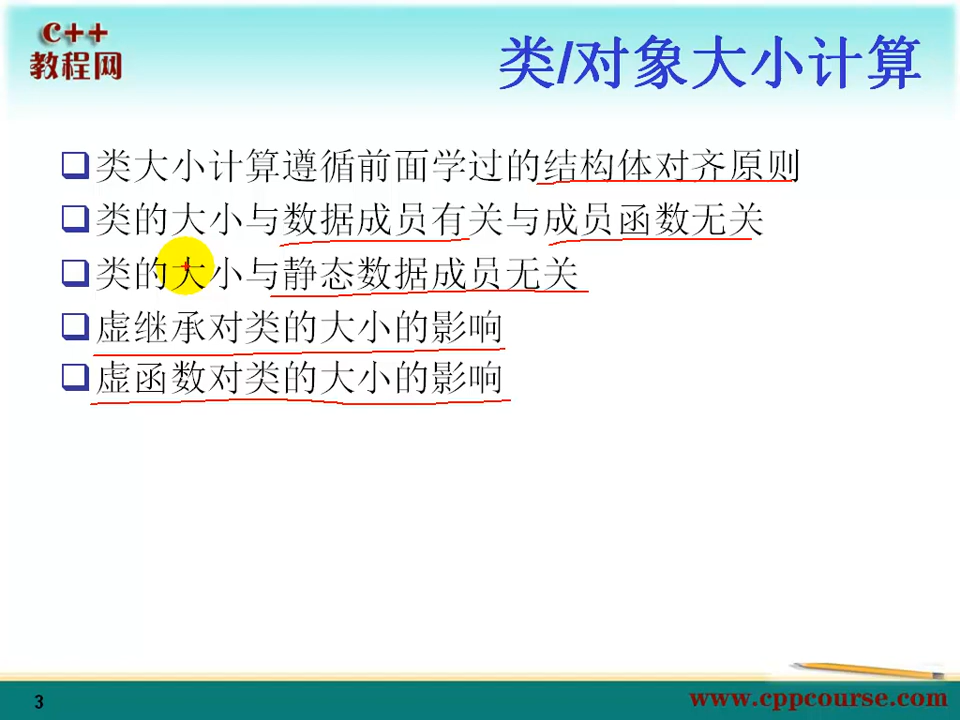 C++
教程网
类/对象大小计算
类大小计算遵循前面学过的结构体对齐原则
类的大小与数据成员有关与成员函数无关
类的大小与静态数据成员无关
虚继承对类的大小的影响
虚函数对类的大小的影响
3
www.cppcourse.com